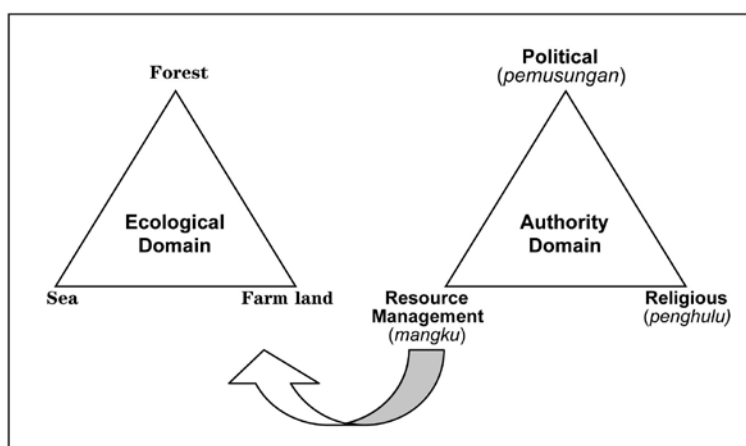 Forest
Ecological
Domain
Sea
Farm land
Political
(pemusungan)
Authority
Domain
Resource
Management
(mangku)
Religious
(penghulu)